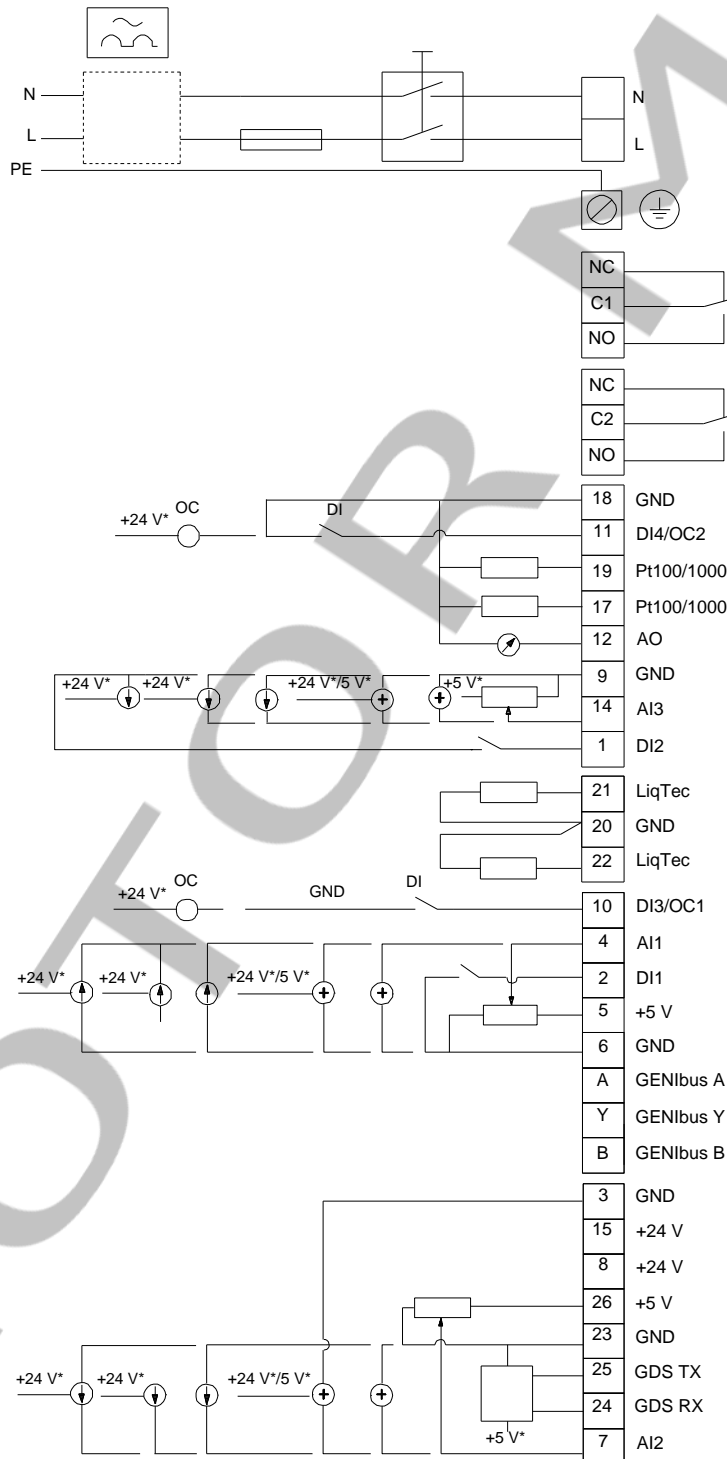 N N
L L
PE
NC
C1
NO
NC
C2
NO
18 GND
+24 V* OC DI 11 DI4/OC2
19 Pt100/1000
17 Pt100/1000
12 AO
9 GND
+24 V* +24 V* +24 V*/5 V* +5 V*
14 AI3
1 DI2
21 LiqTec
20 GND
22 LiqTec
+24 V* OC GND DI 10 DI3/OC1
4 AI1
+24 V* +24 V* +24 V*/5 V* 2 DI1
5 +5 V
6 GND
A GENIbus A
Y GENIbus Y
B GENIbus B
3 GND
15 +24 V
8 +24 V
26 +5 V
23 GND
+24 V* +24 V* +24 V*/5 V* 25 GDS TX
24 GDS RX
+5 V* 7 AI2
OTOR M